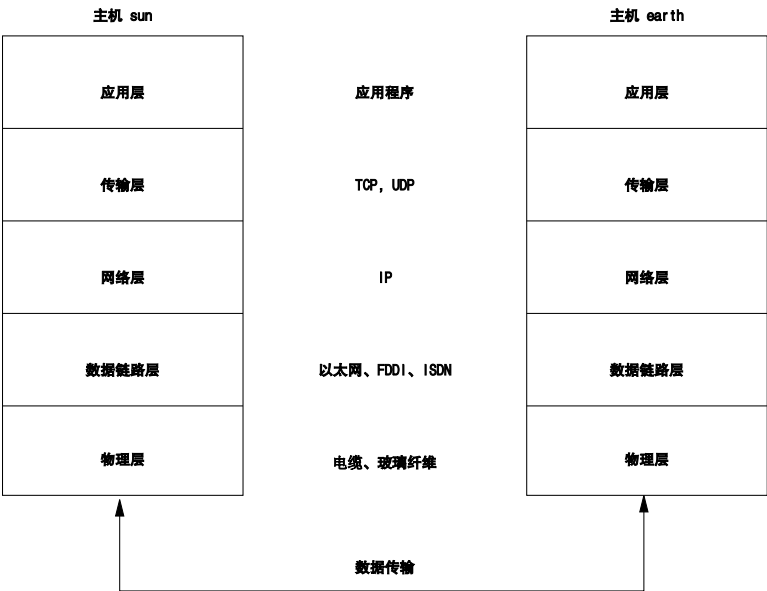 主机 sun
主机 earth
应用层
应用程序
应用层
传输层
TCP, UDP
传输层
网络层
IP
网络层
数据链路层
以太网、FDDI、ISDN
数据链路层
物理层
电缆、玻璃纤维
物理层
数据传输